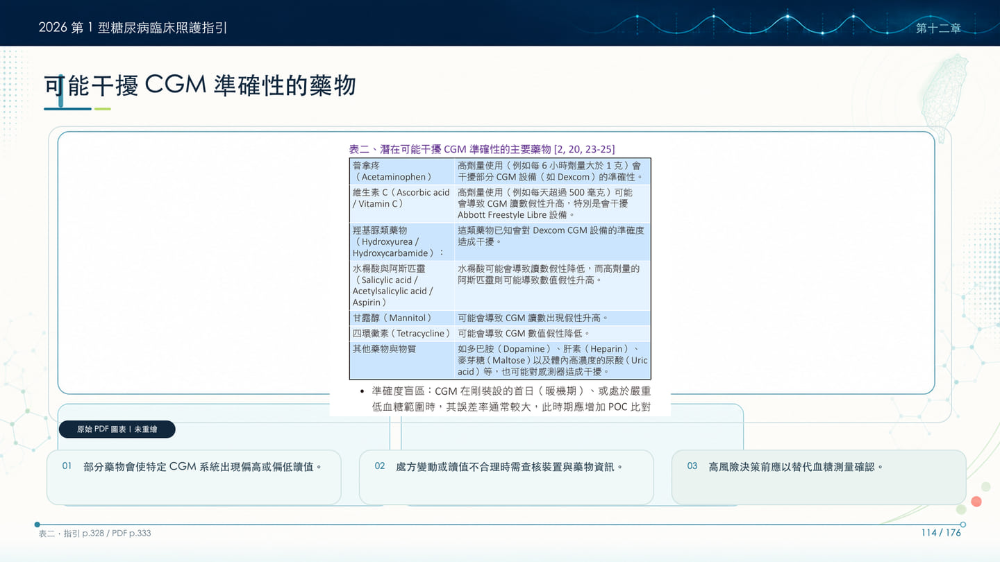 2026 第 1 型糖尿病臨床照護指引
第十二章
可能干擾 CGM 準確性的藥物
表二、潛在可能干擾 CGM 準確性的主要藥物 [2, 20, 23-25]
普拿疼
（Acetaminophen）
高劑量使用（例如每 6 小時劑量大於 1 克）會
干擾部分 CGM 設備（如 Dexcom）的準確性。
維生素 C（Ascorbic acid
/ Vitamin C）
高劑量使用（例如每天超過 500 毫克）可能
會導致 CGM 讀數假性升高，特別是會干擾
Abbott Freestyle Libre 設備。
羥基脲類藥物
（Hydroxyurea /
Hydroxycarbamide）：
這類藥物已知會對 Dexcom CGM 設備的準確度
造成干擾。
水楊酸與阿斯匹靈
（Salicylic acid /
Acetylsalicylic acid /
Aspirin）
水楊酸可能會導致讀數假性降低，而高劑量的
阿斯匹靈則可能導致數值假性升高。
甘露醇（Mannitol）
可能會導致 CGM 讀數出現假性升高。
四環黴素（Tetracycline）
可能會導致 CGM 數值假性降低。
其他藥物與物質
如多巴胺（Dopamine）、肝素（Heparin）、
麥芽糖（Maltose）以及體內高濃度的尿酸（Uric
acid）等，也可能對感測器造成干擾。
• 準確度盲區：CGM 在剛裝設的首日（暖機期）、或處於嚴重
低血糖範圍時，其誤差率通常較大，此時期應增加 POC 比對
原始 PDF 圖表｜未重繪
01 部分藥物會使特定 CGM 系統出現偏高或偏低讀值。
02 處方變動或讀值不合理時需查核裝置與藥物資訊。
03 高風險決策前應以替代血糖測量確認。
表二．指引 p.328 / PDF p.333
114 / 176